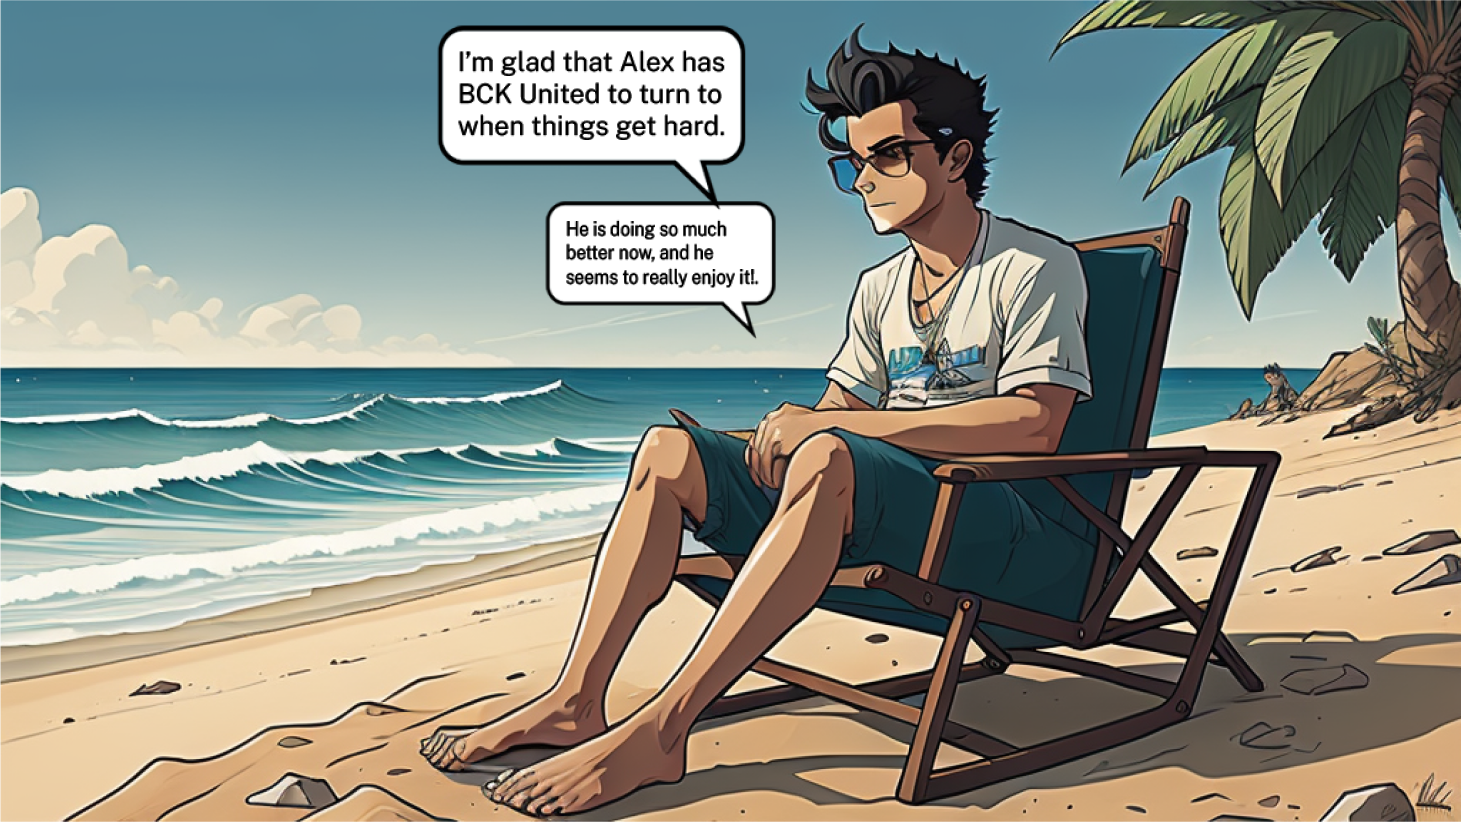 I'm glad that Alex has
BCK United to turn to
when things get hard.
He is doing so much
better now, and he
seems to really enjoy it!.